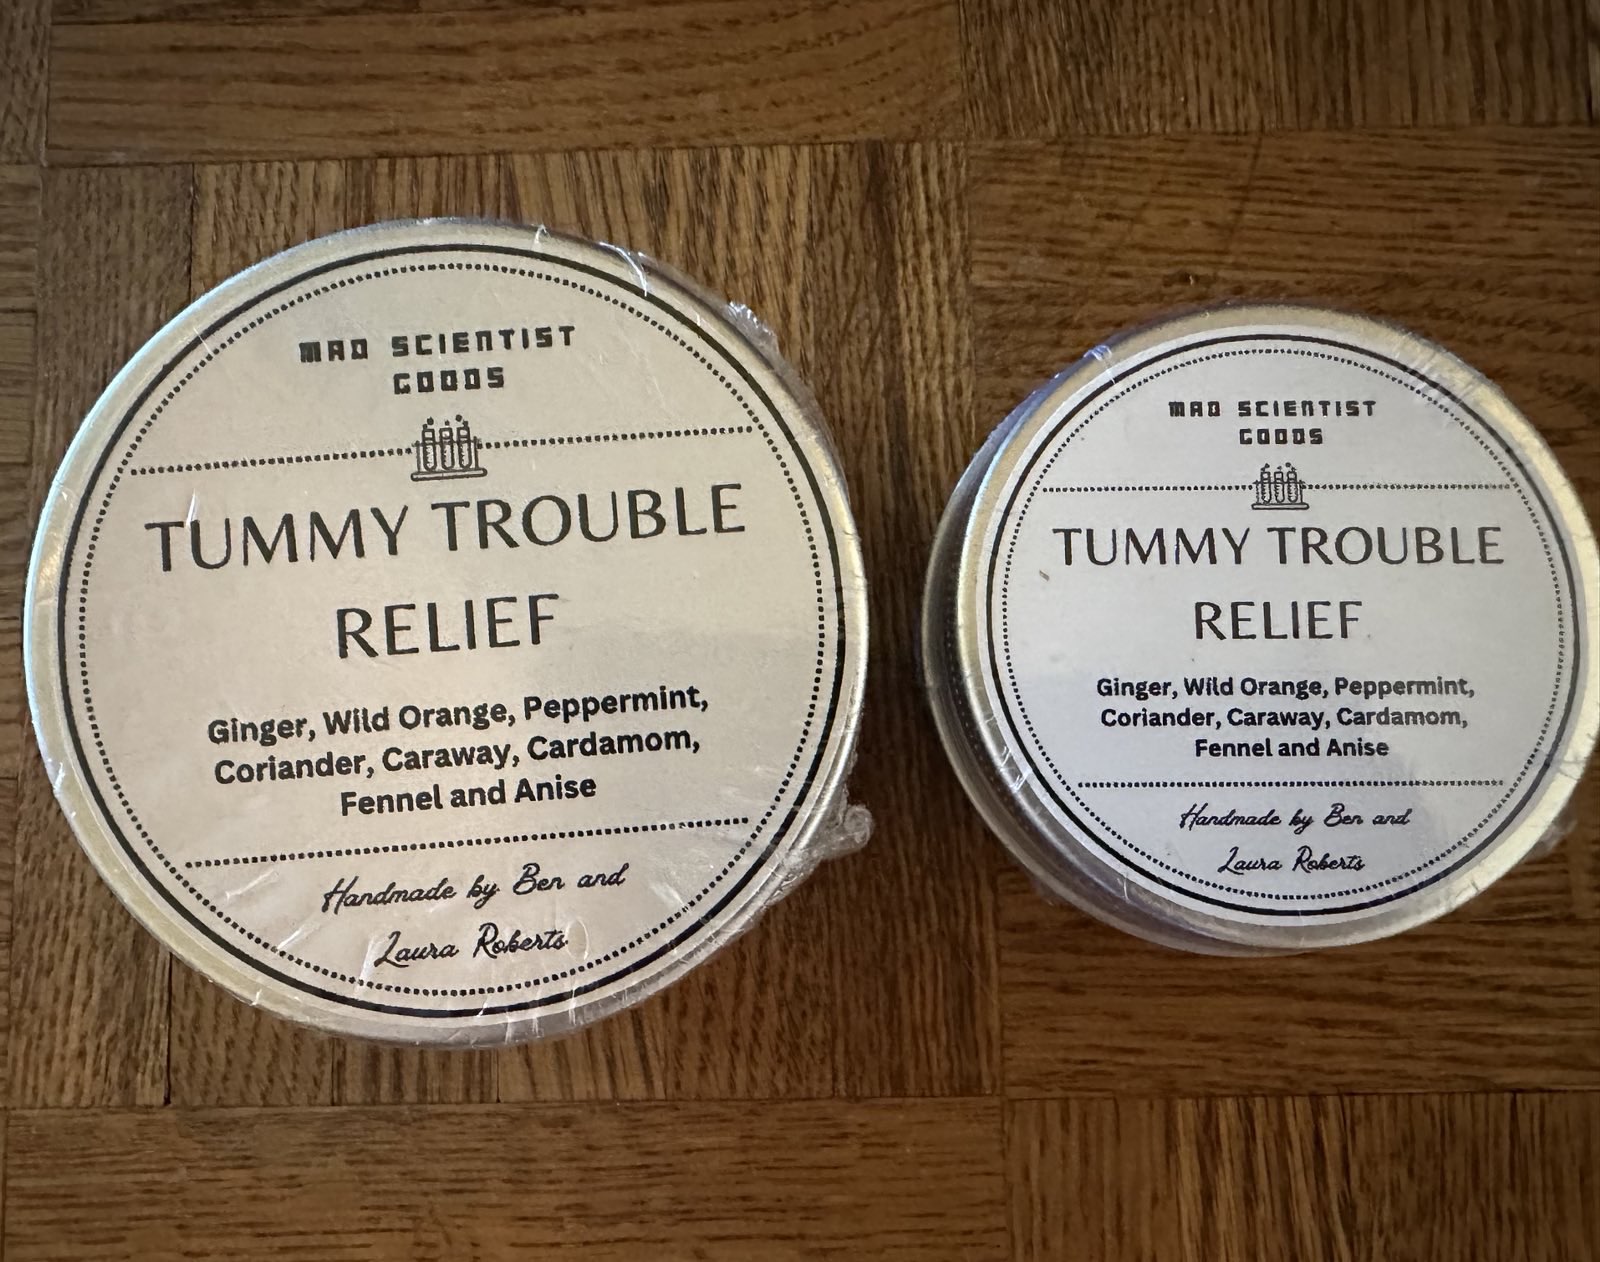 MAD SCIENTIST
GOODS
TUMMY TROUBLE
RELIEF
Ginger, Wild Orange, Peppermint,
Coriander, Caraway, Cardamom,
Fennel and Anise
Handmade by Ben and
Laura Roberts
MAD SCIENTIST
GOODS
TUMMY TROUBLE
RELIEF
Ginger, Wild Orange, Peppermint,
Coriander, Caraway, Cardamom,
Fennel and Anise
Handmade by Ben and
Laura Roberts